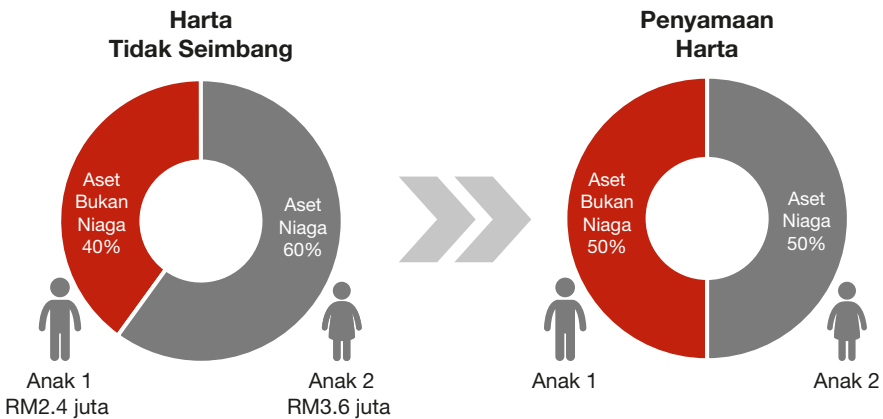 Harta
Tidak Seimbang
Aset
Bukan
Niaga
40%
Aset
Niaga
60%
Anak 1
RM2.4 juta
Anak 2
RM3.6 juta
Penyamaan
Harta
Aset
Bukan
Niaga
50%
Aset
Niaga
50%
Anak 1
Anak 2